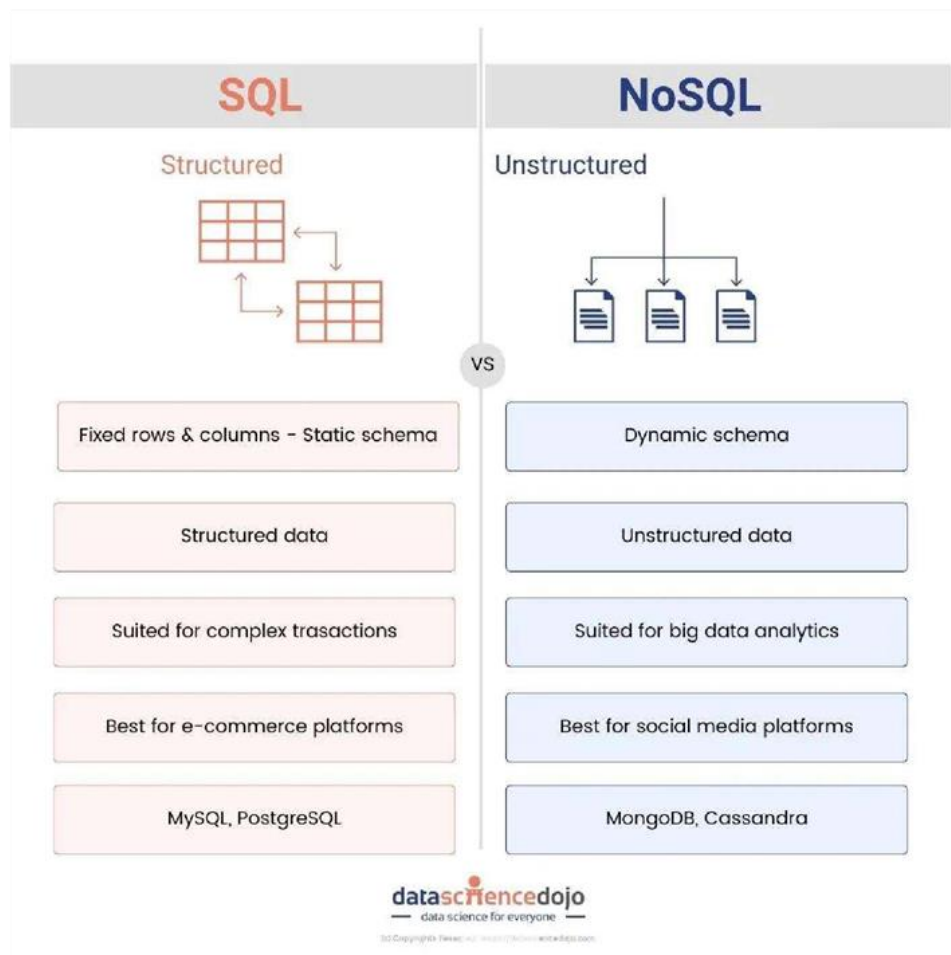 SQL
NoSQL
Structured
Unstructured
VS
Fixed rows & columns - Static schema
Dynamic schema
Structured data
Unstructured data
Suited for complex trasactions
Suited for big data analytics
Best for e-commerce platforms
Best for social media platforms
MySQL, PostgreSQL
MongoDB, Cassandra
datasciencedojo
data science for everyone